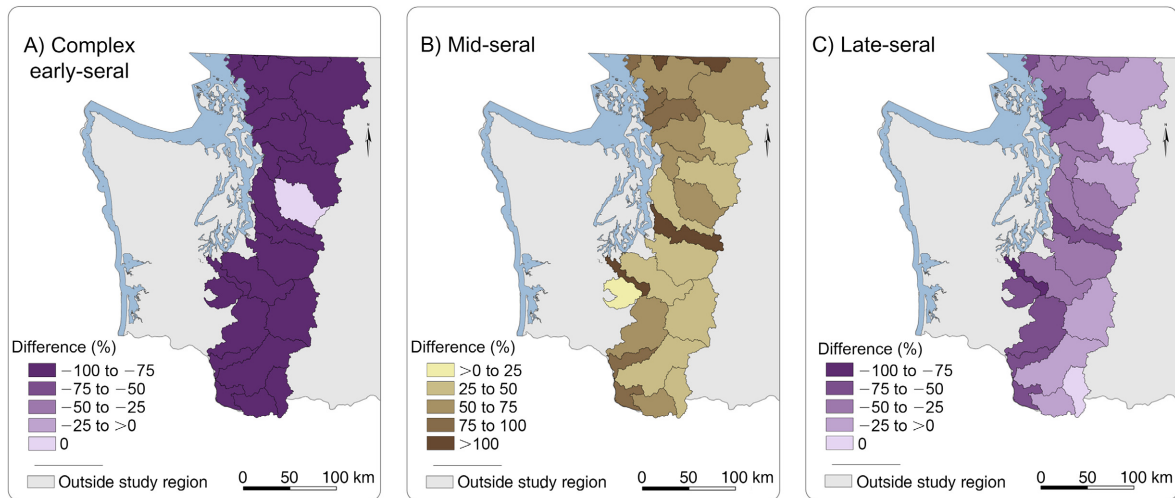 A) Complex
early-seral
N
Difference (%)
−100 to −75
−75 to −50
−50 to −25
−25 to >0
0
Outside study region
0 50 100 km
B) Mid-seral
N
Difference (%)
>0 to 25
25 to 50
50 to 75
75 to 100
>100
Outside study region
0 50 100 km
C) Late-seral
N
Difference (%)
−100 to −75
−75 to −50
−50 to −25
−25 to >0
0
Outside study region
0 50 100 km